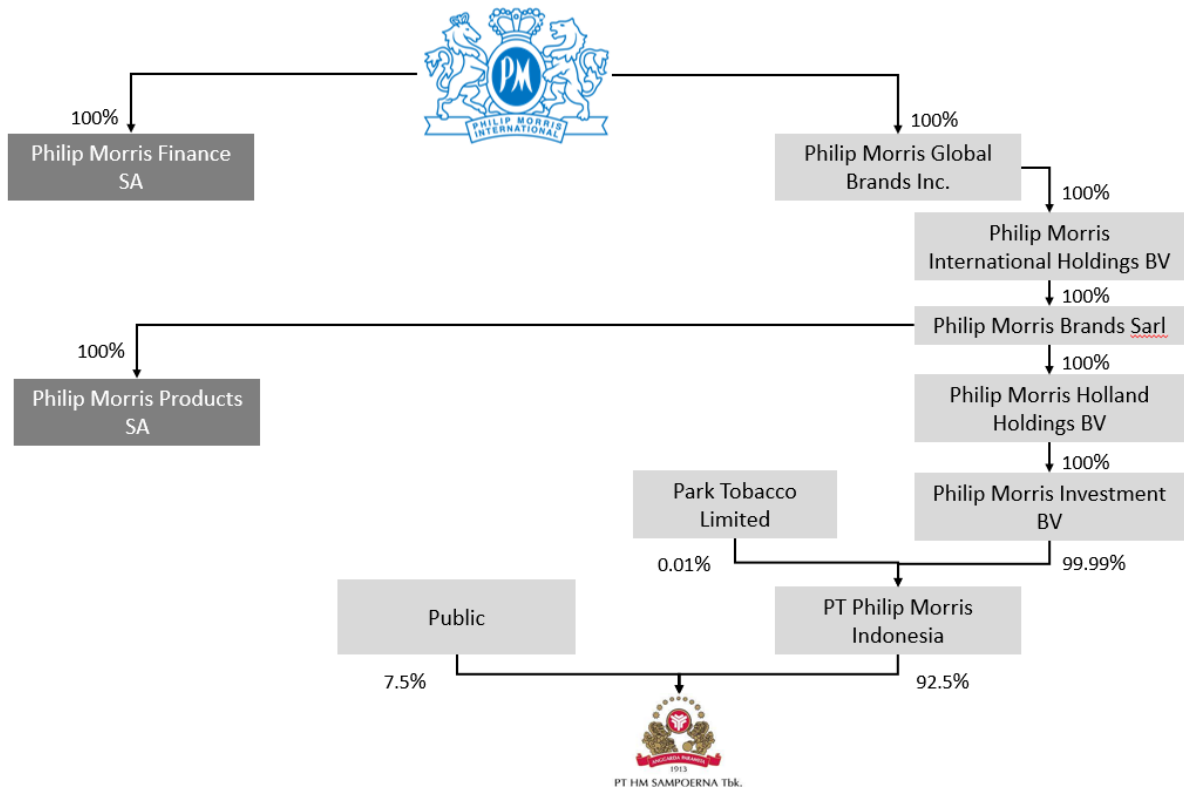 PM
PHILIP MORRIS
INTERNATIONAL
100%
100%
Philip Morris Finance
SA
Philip Morris Global
Brands Inc.
100%
Philip Morris
International Holdings BV
100%
Philip Morris Brands Sarl
100%
100%
Philip Morris Products
SA
Philip Morris Holland
Holdings BV
100%
Park Tobacco
Limited
Philip Morris Investment
BV
0.01%
99.99%
Public
PT Philip Morris
Indonesia
7.5%
92.5%
ANGGARDA PARAMITA
1913
PT HM SAMPOERNA Tbk.